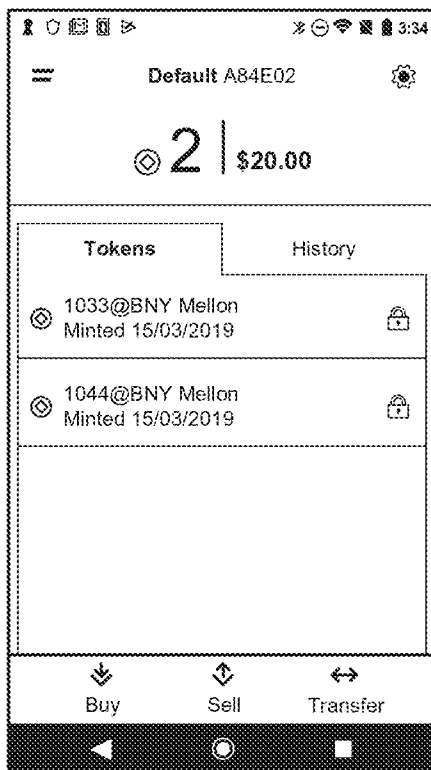 3:34
Default A84E02
2 $20.00
Tokens History
1033@BNY Mellon
Minted 15/03/2019
1044@BNY Mellon
Minted 15/03/2019
Buy Sell Transfer